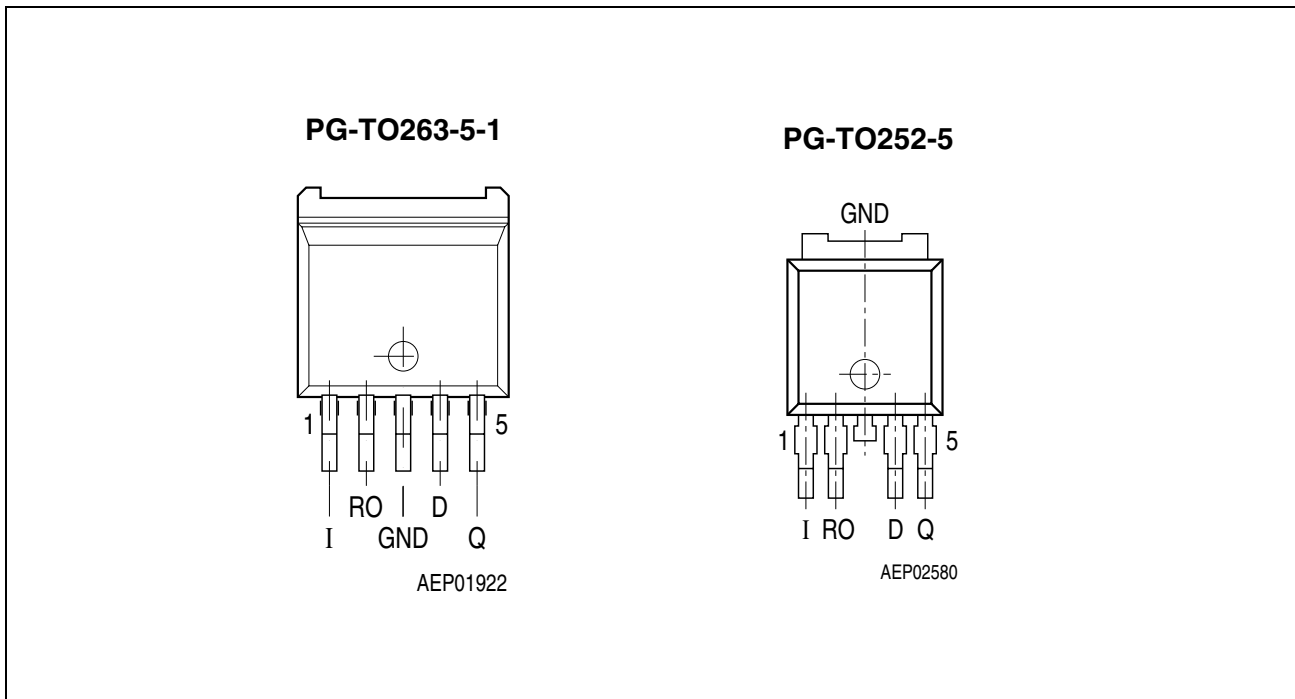 PG-TO263-5-1
1 5
RO D
I GND Q
AEP01922
PG-TO252-5
GND
1 5
I RO D Q
AEP02580